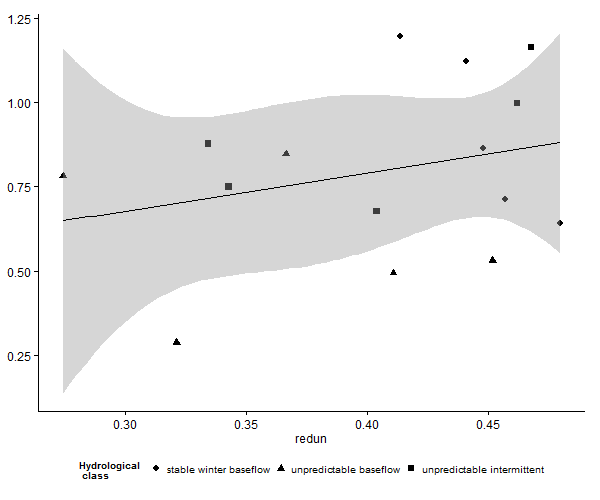 1.25
1.00
0.75
0.50
0.25
0.30 0.35 0.40 0.45
redun
Hydrological
class
stable winter baseflow unpredictable baseflow unpredictable intermittent